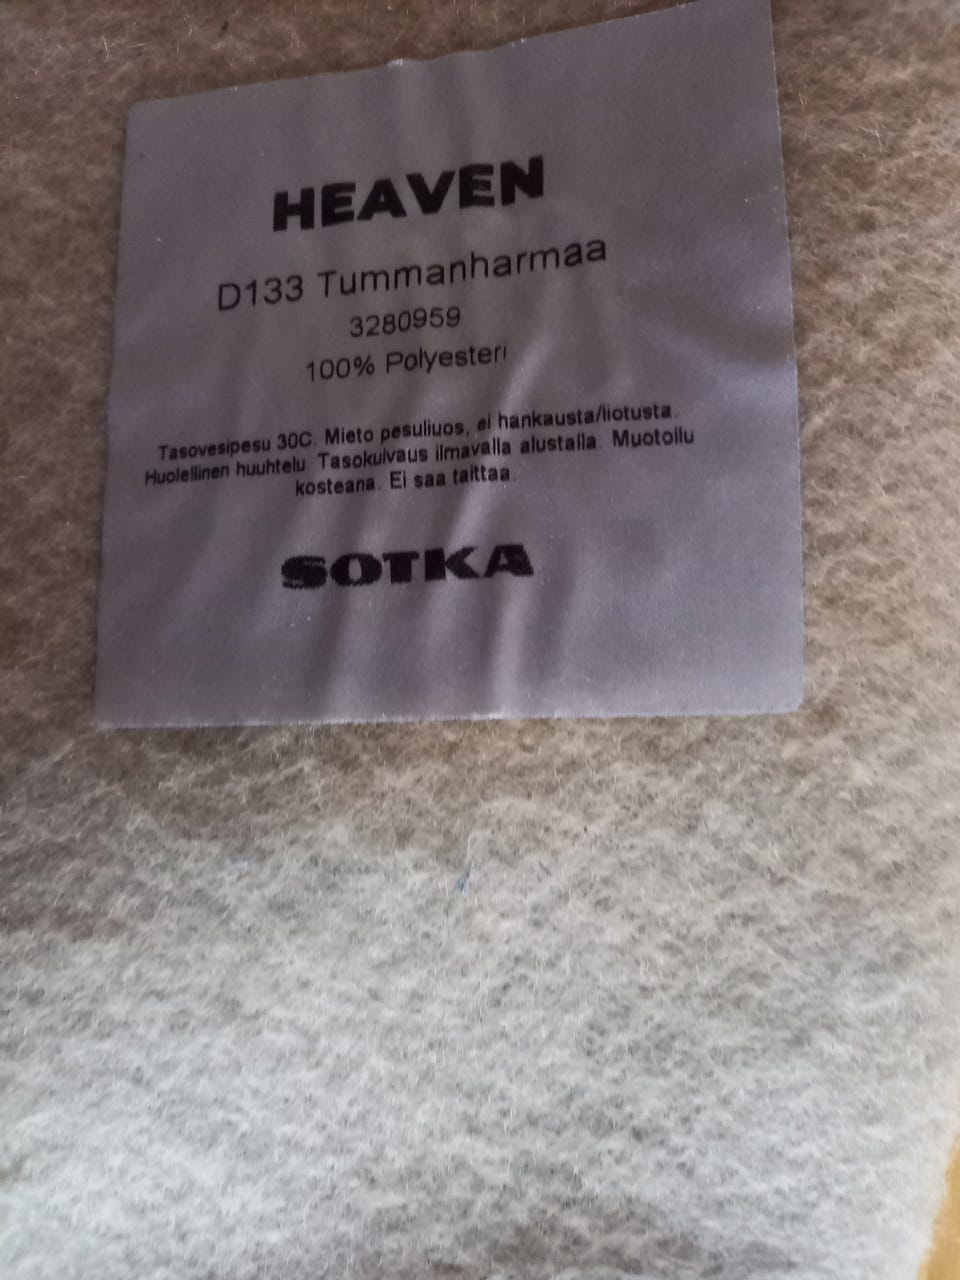 HEAVEN
D133 Tummanharmaa
3280959
100% Polyesteri
Tasovesipesu 30C. Mieto pesuliuos, ei hankausta/liotusta.
Huolellinen huuhtelu. Tasokuivaus ilmavalla alustalla. Muotoilu
kosteana. Ei saa taittaa.
SOTKA